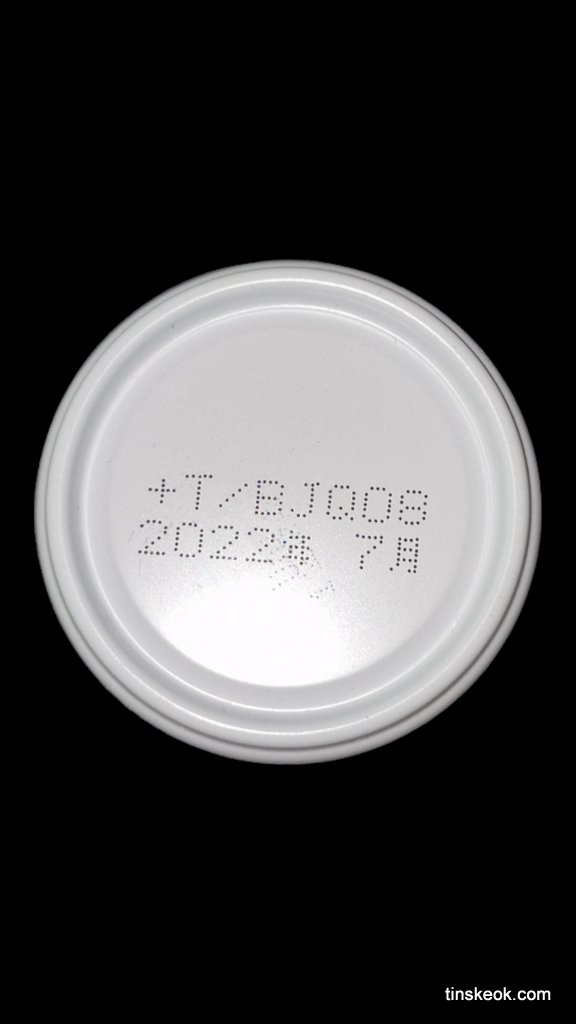 +T/BJQ08
2022年 7月
tinskeok.com